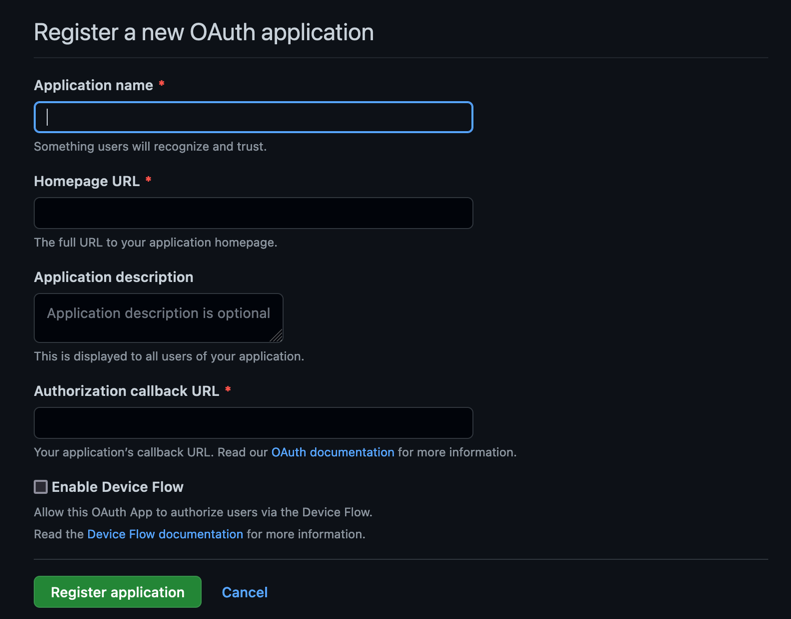 Register a new OAuth application
Application name *
Something users will recognize and trust.
Homepage URL *
The full URL to your application homepage.
Application description
Application description is optional
This is displayed to all users of your application.
Authorization callback URL *
Your application’s callback URL. Read our OAuth documentation for more information.
Enable Device Flow
Allow this OAuth App to authorize users via the Device Flow.
Read the Device Flow documentation for more information.
Register application Cancel